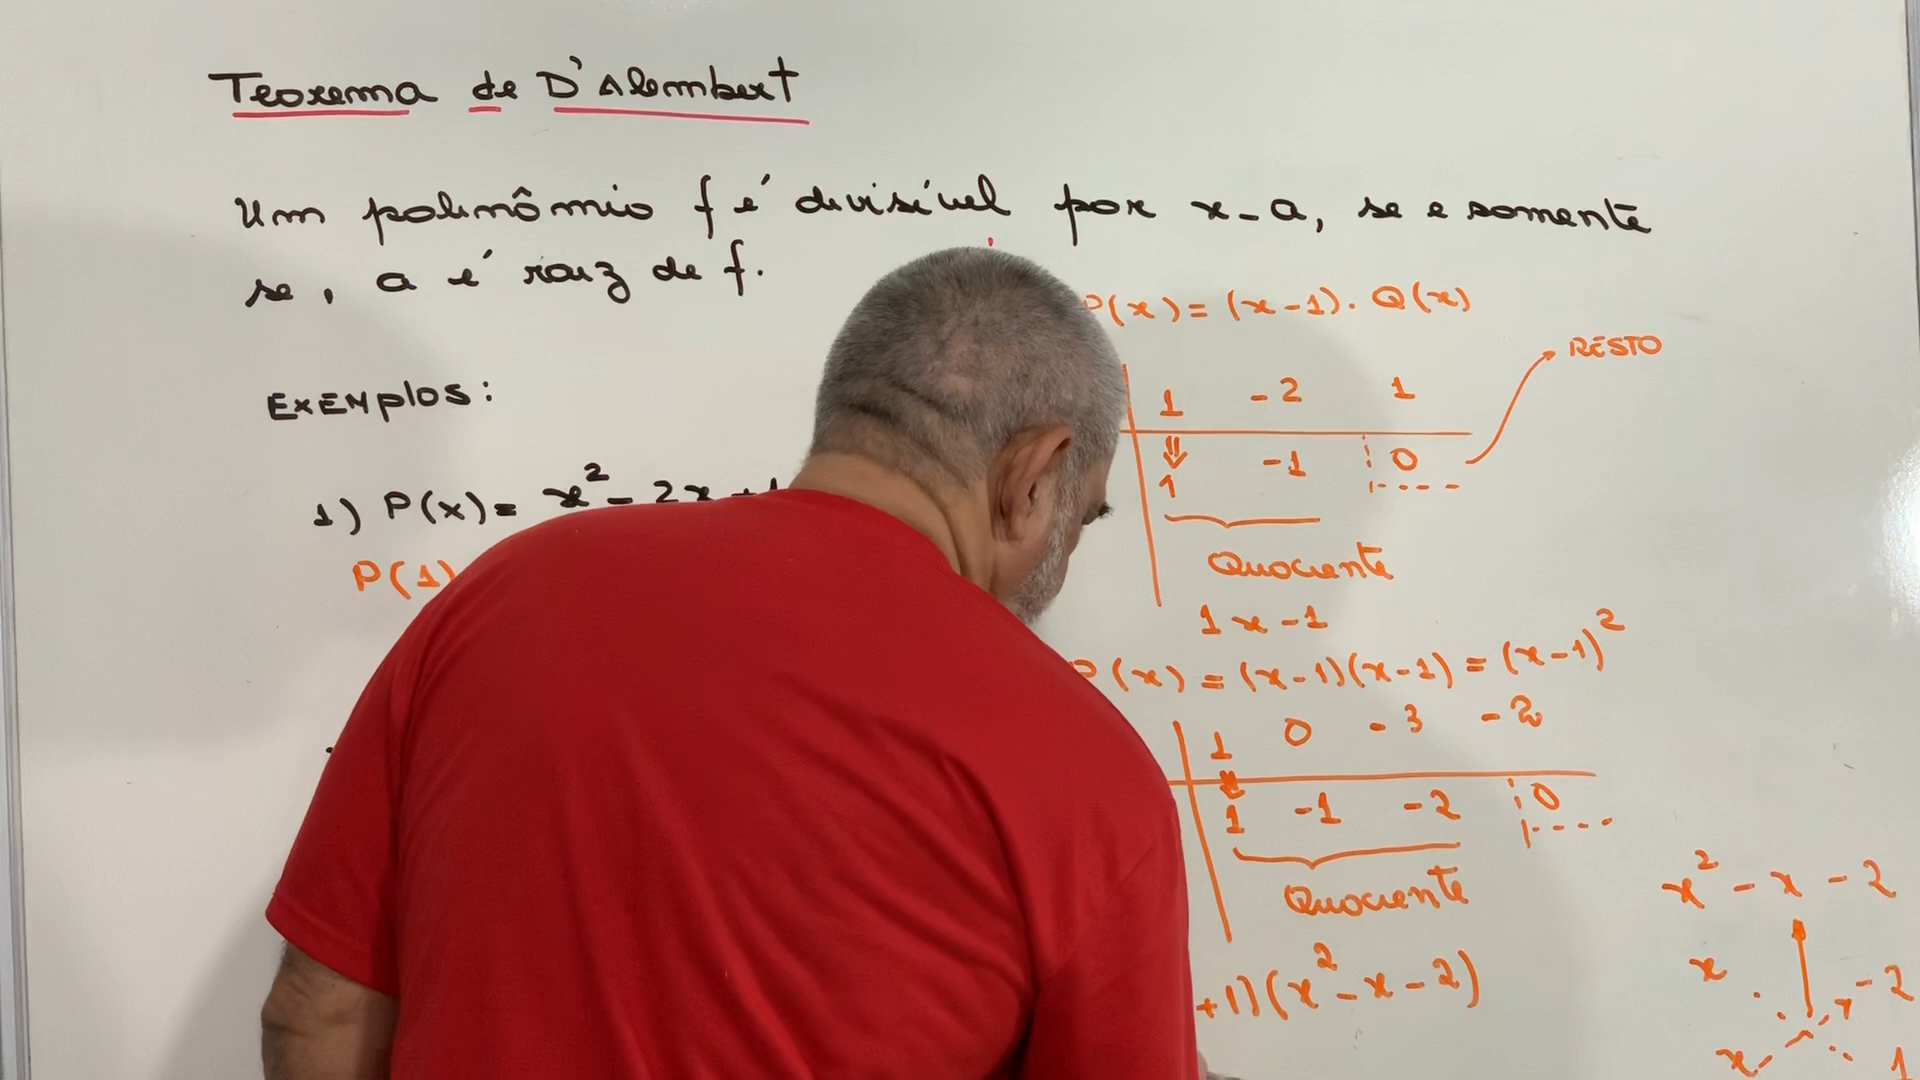 Teorema de D'Alembert
Um polinômio f é divisível por x-a, se e somente
se, a é raiz de f.
P(x) = (x-1). Q(x)
RESTO
Exemplos:
1 -2 1
1 -1 0
1) P(x) = x² - 2x +
P(1)
Quociente
1x-1
P(x) = (x-1)(x-1) = (x-1)²
1 0 -3 -2
1 -1 -2 0
Quociente
+1)(x² - x - 2)
x² - x - 2
x -2
x 1